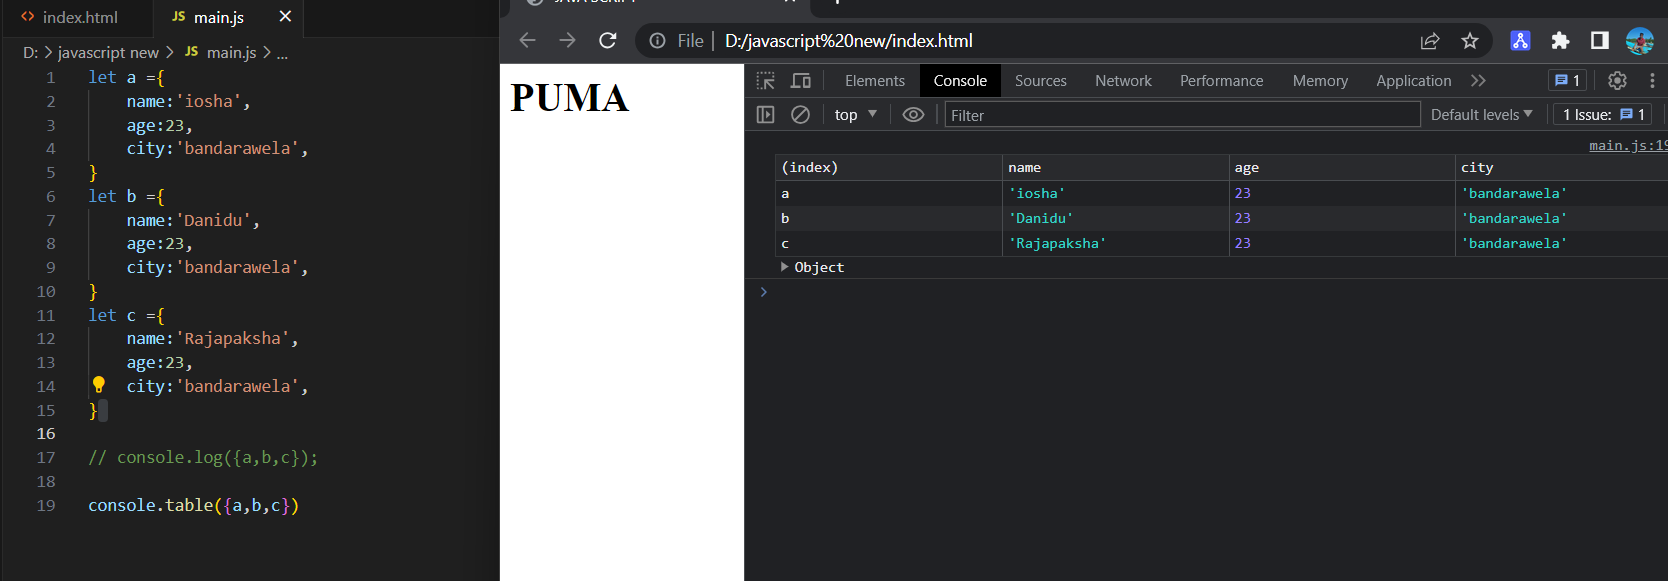 index.html
JS main.js
D: > javascript new > JS main.js > ...
1 let a ={
2 name:'iosha',
3 age:23,
4 city:'bandarawela',
5 }
6 let b ={
7 name:'Danidu',
8 age:23,
9 city:'bandarawela',
10 }
11 let c ={
12 name:'Rajapaksha',
13 age:23,
14 city:'bandarawela',
15 }
16
17 // console.log({a,b,c});
18
19 console.table({a,b,c})
File | D:/javascript%20new/index.html
PUMA
Elements Console Sources Network Performance Memory Application 1
top Filter Default levels 1 Issue: 1
main.js:19
(index) name age city
a 'iosha' 23 'bandarawela'
b 'Danidu' 23 'bandarawela'
c 'Rajapaksha' 23 'bandarawela'
Object